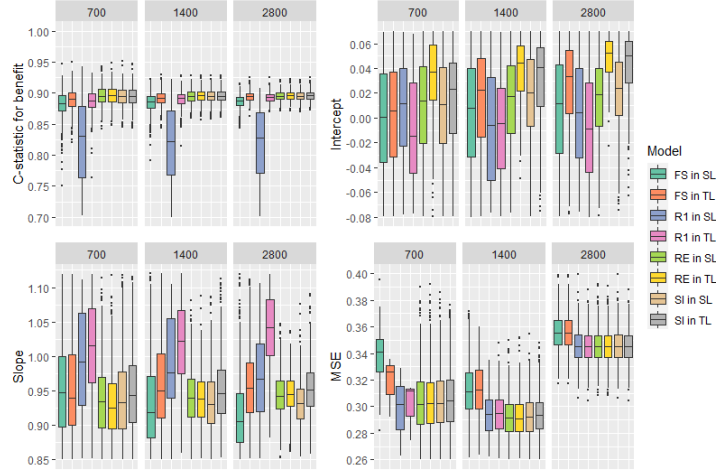 700 1400 2800
C-statistic for benefit
1.00
0.95
0.90
0.85
0.80
0.75
0.70
700 1400 2800
Intercept
0.06
0.04
0.02
0.00
-0.02
-0.04
-0.06
-0.08
700 1400 2800
Slope
1.10
1.05
1.00
0.95
0.90
0.85
700 1400 2800
MSE
0.40
0.38
0.36
0.34
0.32
0.30
0.28
0.26
Model
FS in SL
FS in TL
R1 in SL
R1 in TL
RE in SL
RE in TL
SI in SL
SI in TL